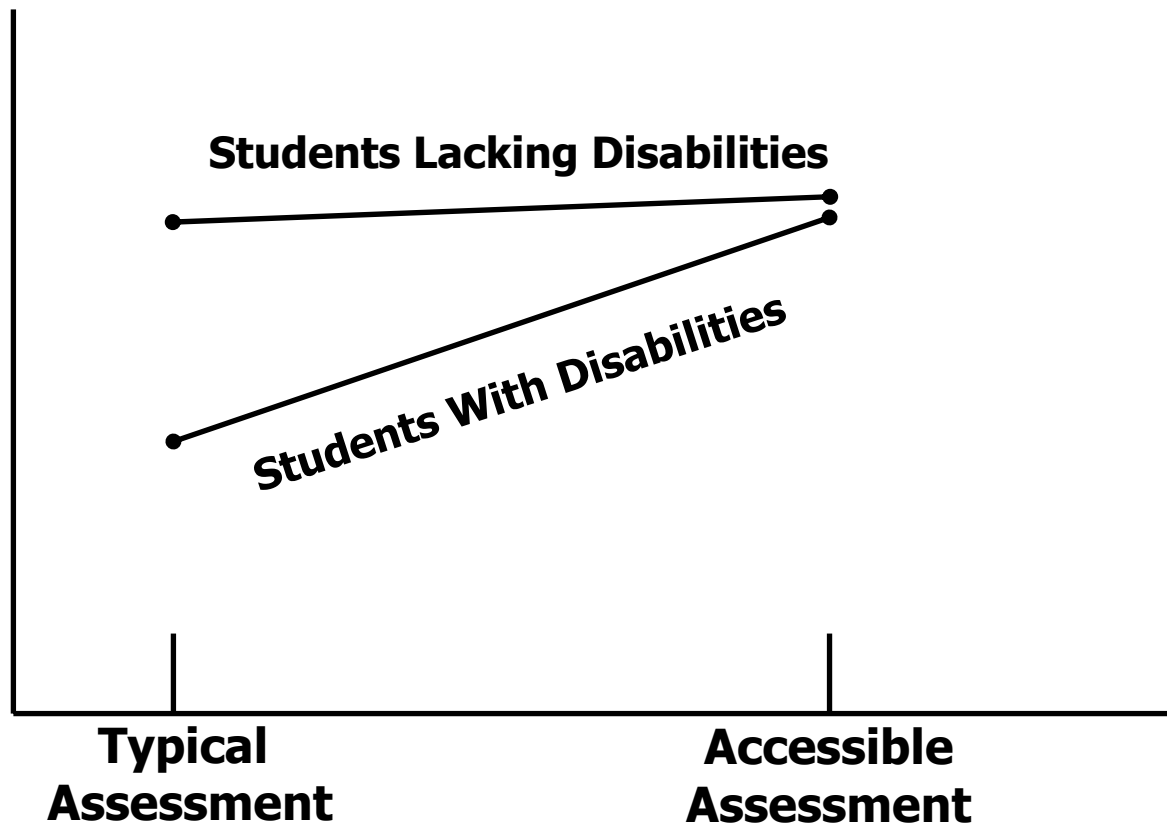 Students Lacking Disabilities
Students With Disabilities
Typical
Assessment
Accessible
Assessment